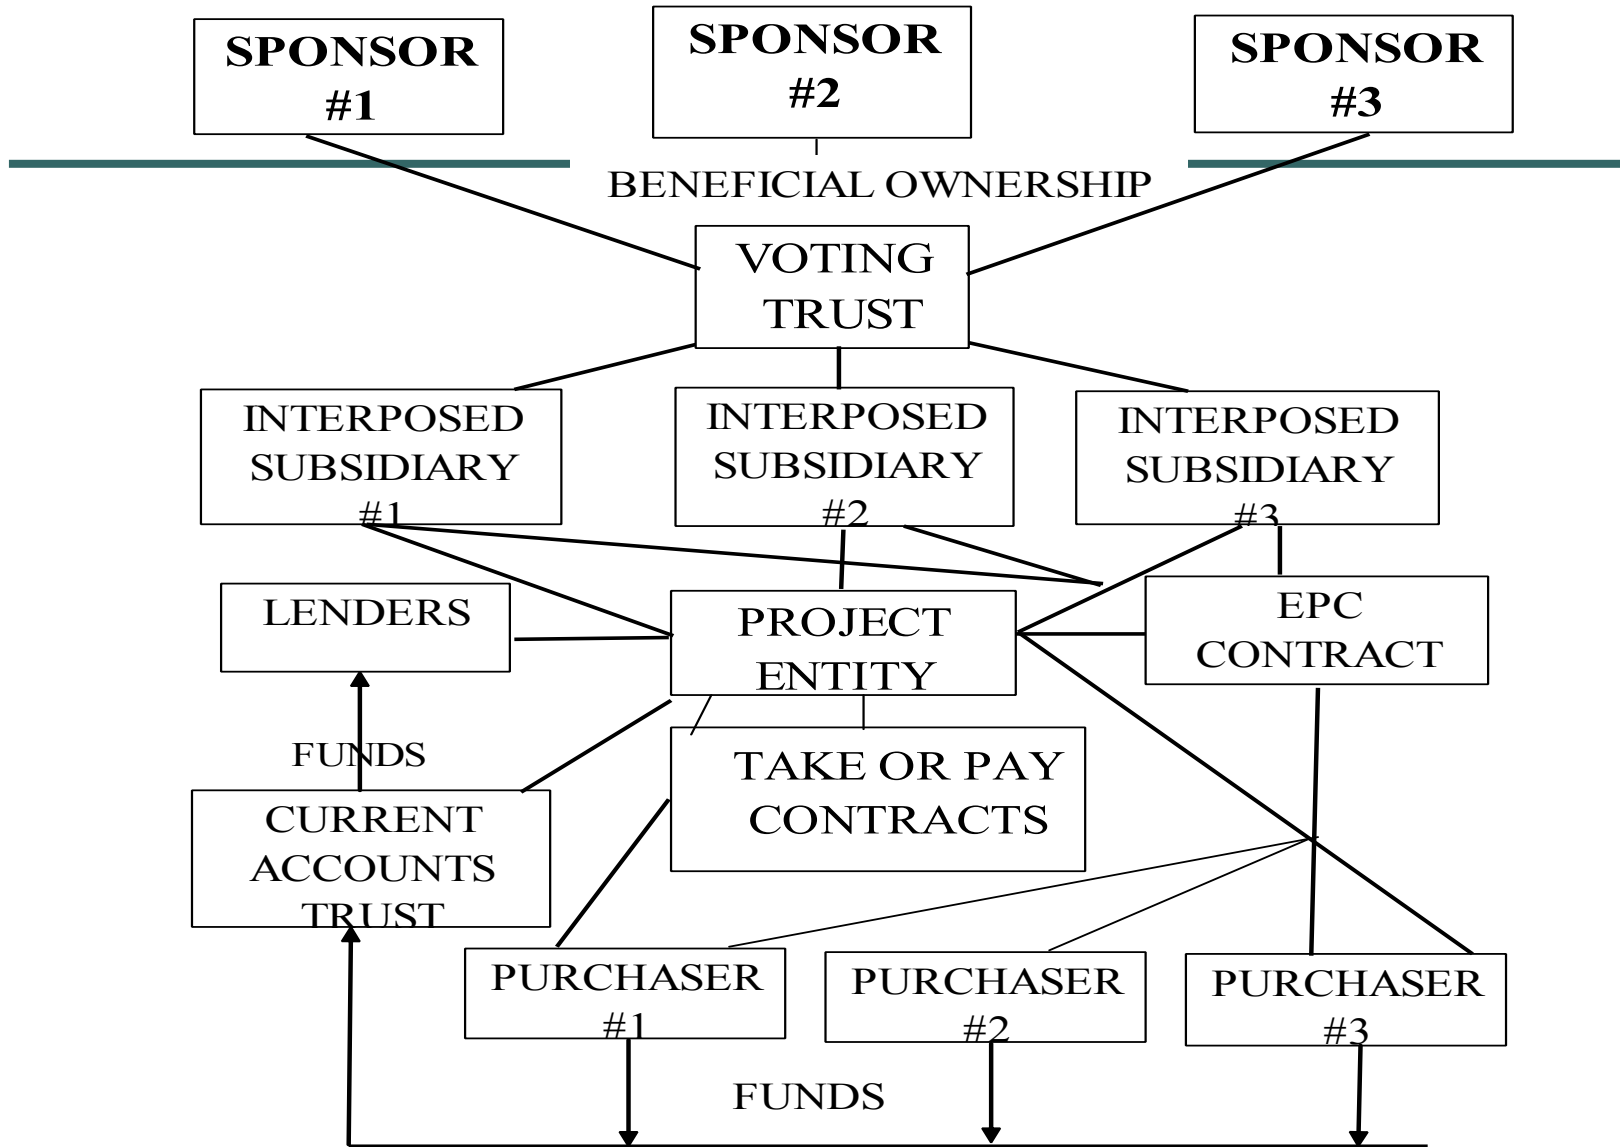 SPONSOR
#1
SPONSOR
#2
SPONSOR
#3
BENEFICIAL OWNERSHIP
VOTING
TRUST
INTERPOSED
SUBSIDIARY
#1
INTERPOSED
SUBSIDIARY
#2
INTERPOSED
SUBSIDIARY
#3
LENDERS
PROJECT
ENTITY
EPC
CONTRACT
FUNDS
TAKE OR PAY
CONTRACTS
CURRENT
ACCOUNTS
TRUST
PURCHASER
#1
PURCHASER
#2
PURCHASER
#3
FUNDS